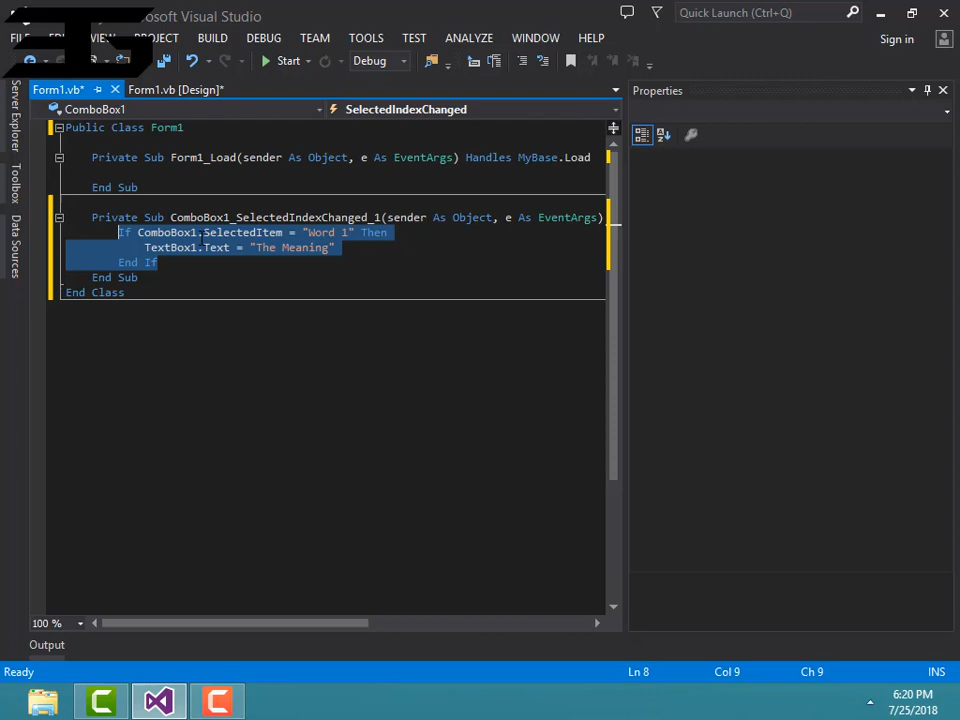 osoft Visual Studio
Quick Launch (Ctrl+Q)
FILE
VIEW PROJECT BUILD DEBUG TEAM TOOLS TEST ANALYZE WINDOW HELP
Sign in
Start Debug
Form1.vb* Form1.vb [Design]*
Properties
ComboBox1 SelectedIndexChanged
Server Explorer
Toolbox
Data Sources
Public Class Form1
Private Sub Form1_Load(sender As Object, e As EventArgs) Handles MyBase.Load
End Sub
Private Sub ComboBox1_SelectedIndexChanged_1(sender As Object, e As EventArgs)
If ComboBox1.SelectedItem = "Word 1" Then
TextBox1.Text = "The Meaning"
End If
End Sub
End Class
100 %
Output
Ready Ln 8 Col 9 Ch 9 INS
6:20 PM
7/25/2018